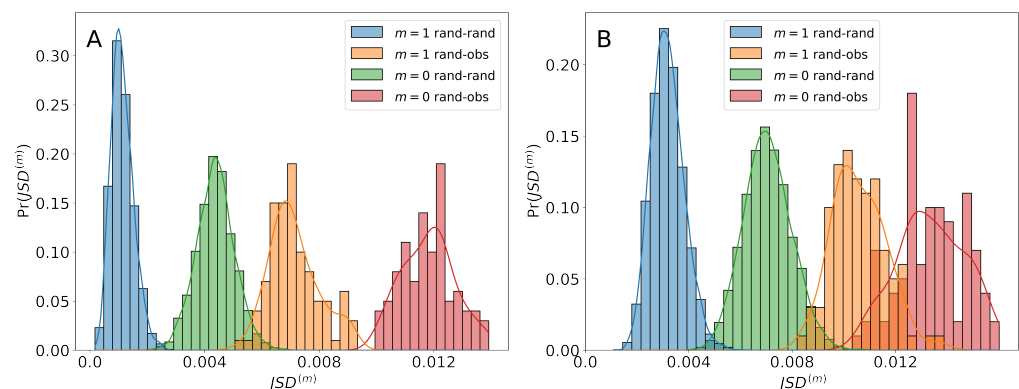 A
m = 1 rand-rand
m = 1 rand-obs
m = 0 rand-rand
m = 0 rand-obs
Pr(JSD^(m))
0.30
0.25
0.20
0.15
0.10
0.05
0.00
0.0 0.004 0.008 0.012
JSD^(m)
B
m = 1 rand-rand
m = 1 rand-obs
m = 0 rand-rand
m = 0 rand-obs
Pr(JSD^(m))
0.20
0.15
0.10
0.05
0.00
0.0 0.004 0.008 0.012
JSD^(m)